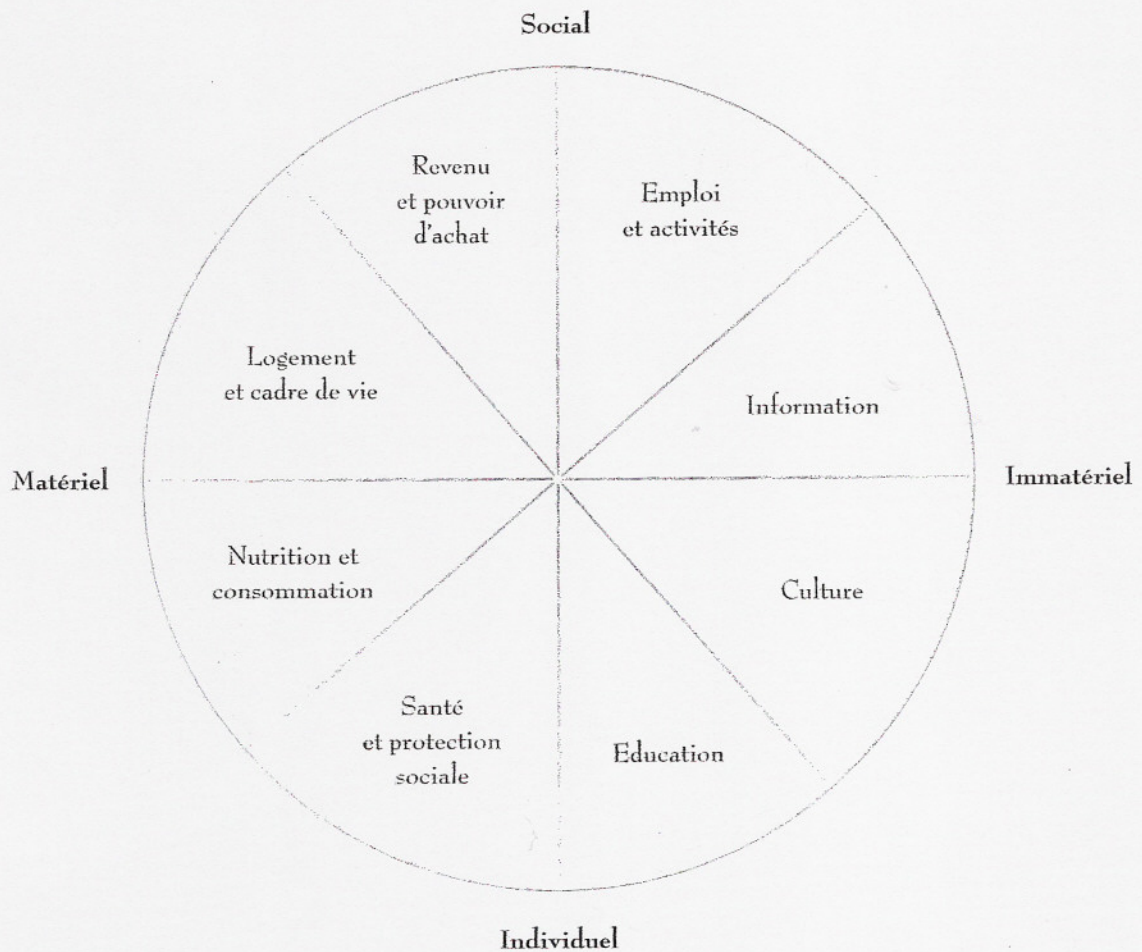 Social
Revenu
et pouvoir
d'achat
Emploi
et activités
Logement
et cadre de vie
Information
Matériel
Immatériel
Nutrition et
consommation
Culture
Santé
et protection
sociale
Education
Individuel